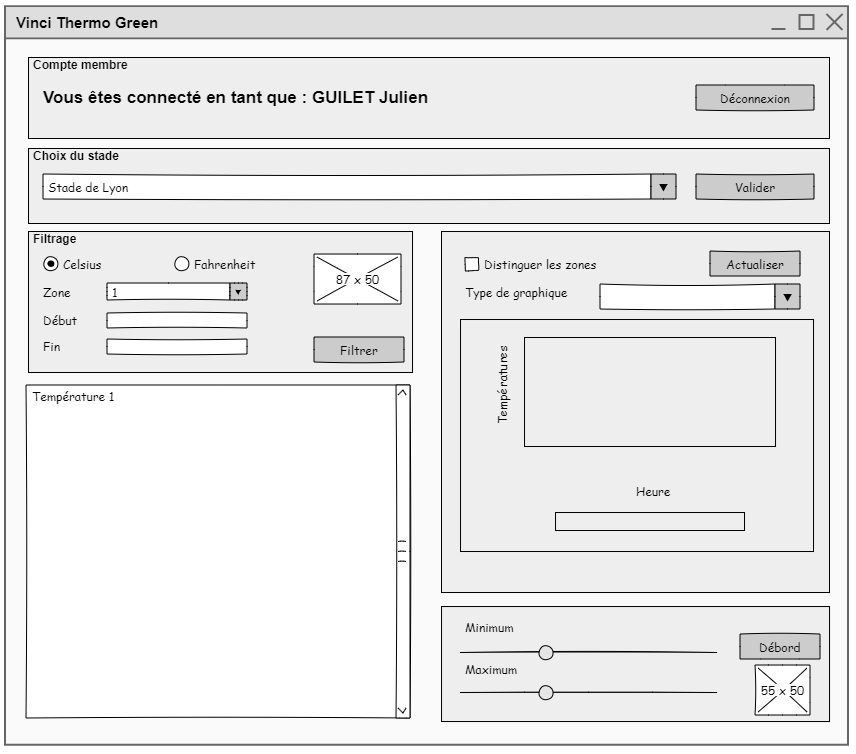 Vinci Thermo Green
Compte membre
Vous êtes connecté en tant que : GUILET Julien
Déconnexion
Choix du stade
Stade de Lyon
Valider
Filtrage
Celsius
Fahrenheit
87 x 50
Zone
1
Début
Fin
Filtrer
Température 1
Distinguer les zones
Actualiser
Type de graphique
Températures
Heure
Minimum
Débord
Maximum
55 x 50